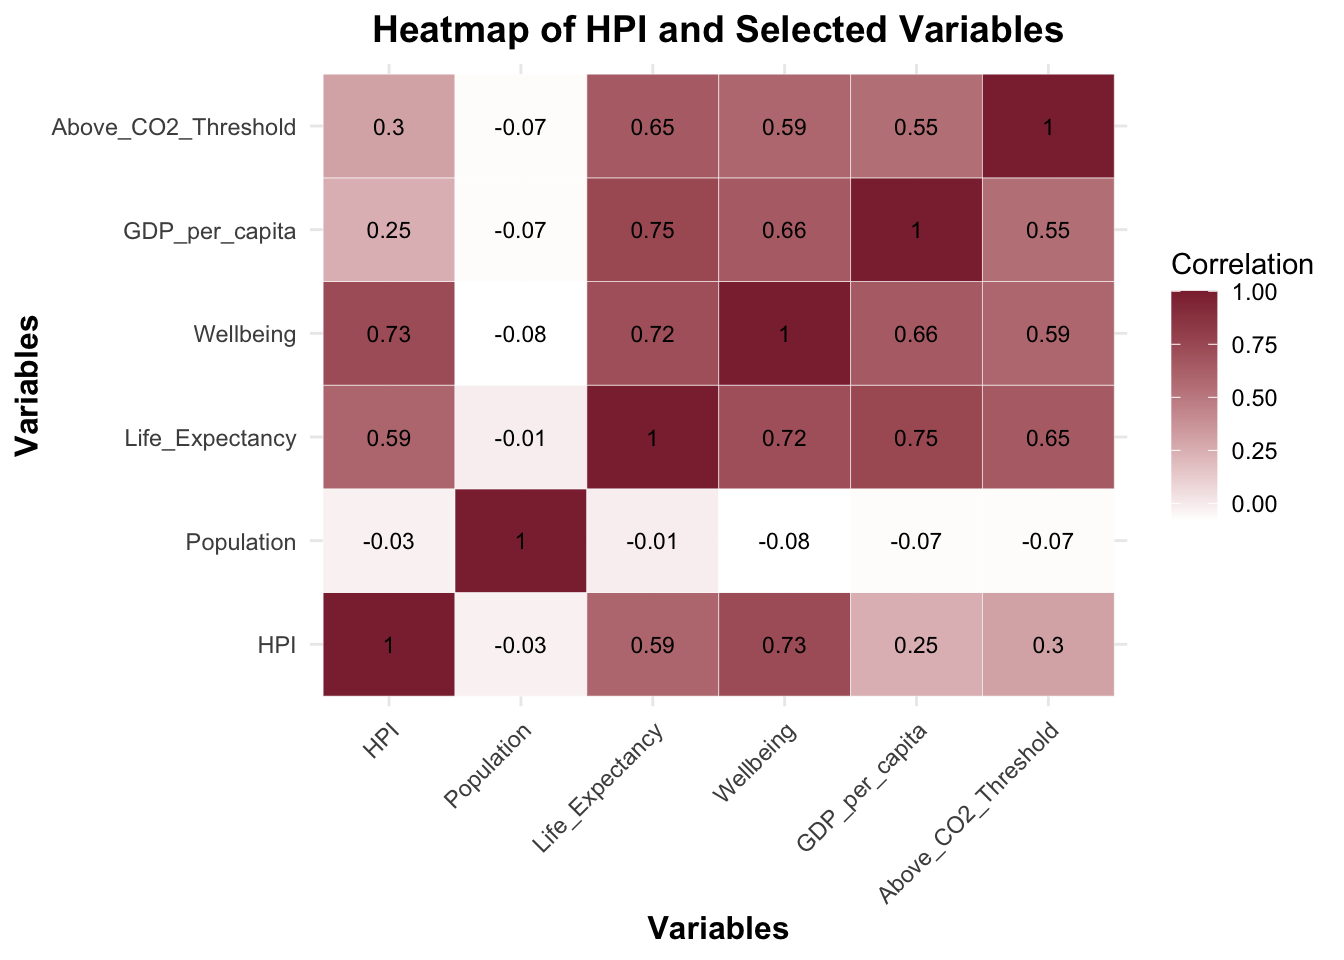 Heatmap of HPI and Selected Variables
Above_CO2_Threshold 0.3 -0.07 0.65 0.59 0.55 1
GDP_per_capita 0.25 -0.07 0.75 0.66 1 0.55
Wellbeing 0.73 -0.08 0.72 1 0.66 0.59
Life_Expectancy 0.59 -0.01 1 0.72 0.75 0.65
Population -0.03 1 -0.01 -0.08 -0.07 -0.07
HPI 1 -0.03 0.59 0.73 0.25 0.3
Variables
HPI
Population
Life_Expectancy
Wellbeing
GDP_per_capita
Above_CO2_Threshold
Variables
Correlation
1.00
0.75
0.50
0.25
0.00